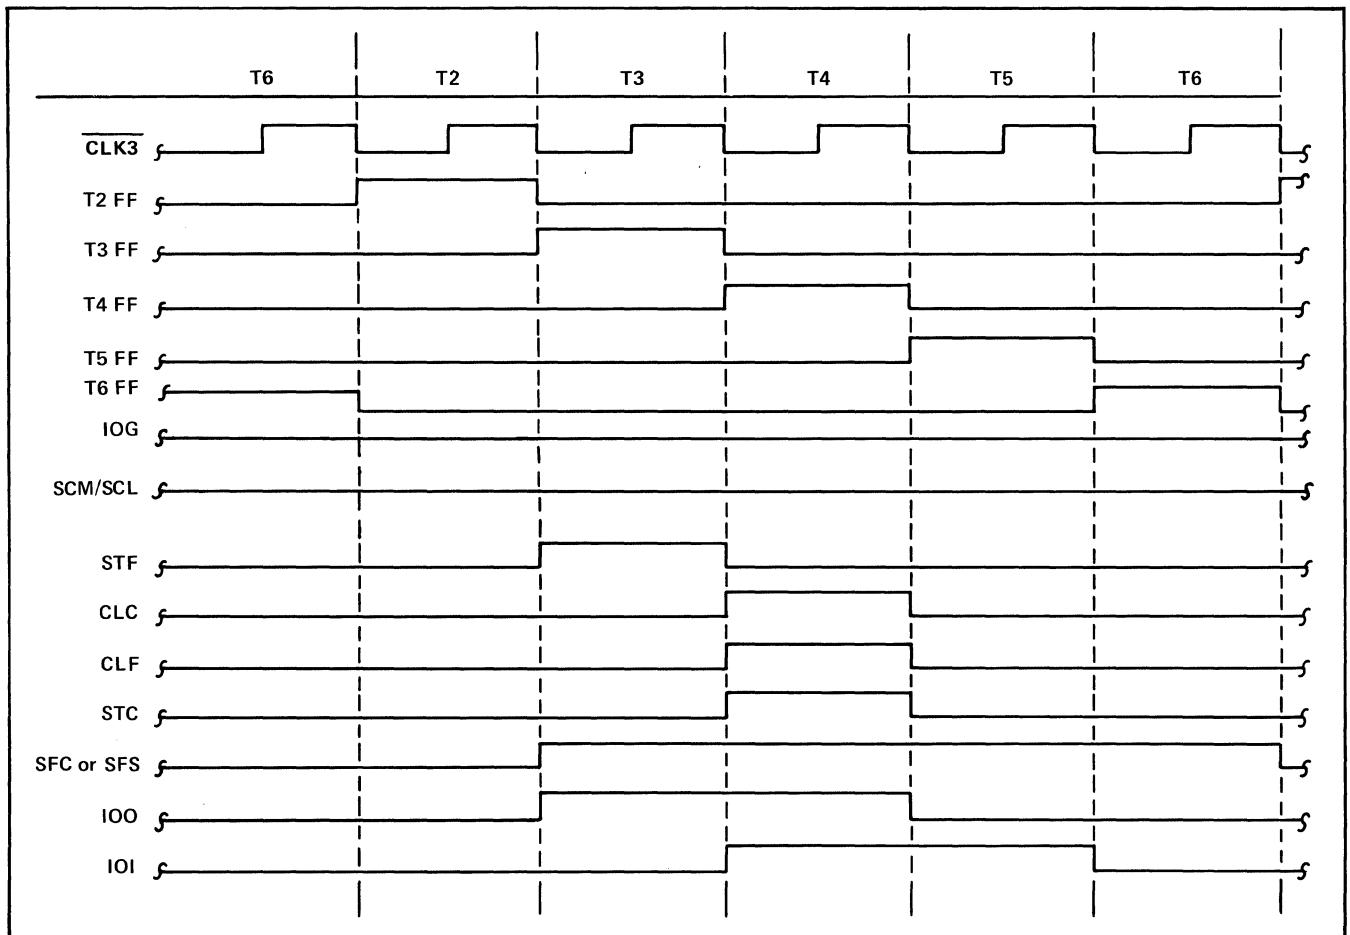 T6 T2 T3 T4 T5 T6
CLK3
T2 FF
T3 FF
T4 FF
T5 FF
T6 FF
IOG
SCM/SCL
STF
CLC
CLF
STC
SFC or SFS
IOO
IOI